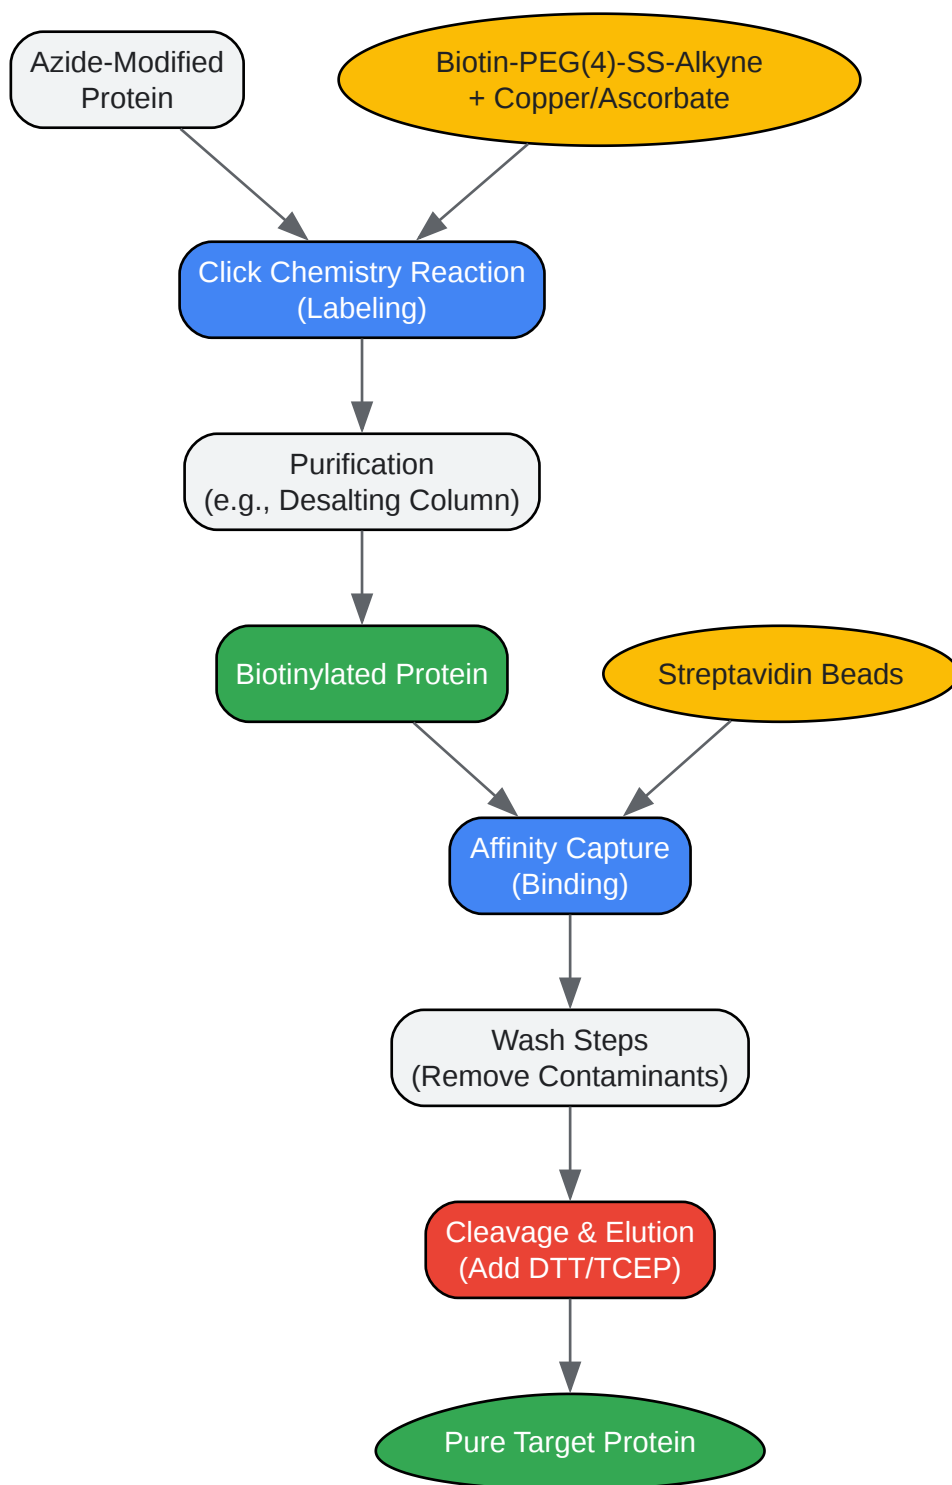 Azide-Modified
Protein
Biotin-PEG(4)-SS-Alkyne
+ Copper/Ascorbate
Click Chemistry Reaction
(Labeling)
Purification
(e.g., Desalting Column)
Biotinylated Protein
Streptavidin Beads
Affinity Capture
(Binding)
Wash Steps
(Remove Contaminants)
Cleavage & Elution
(Add DTT/TCEP)
Pure Target Protein